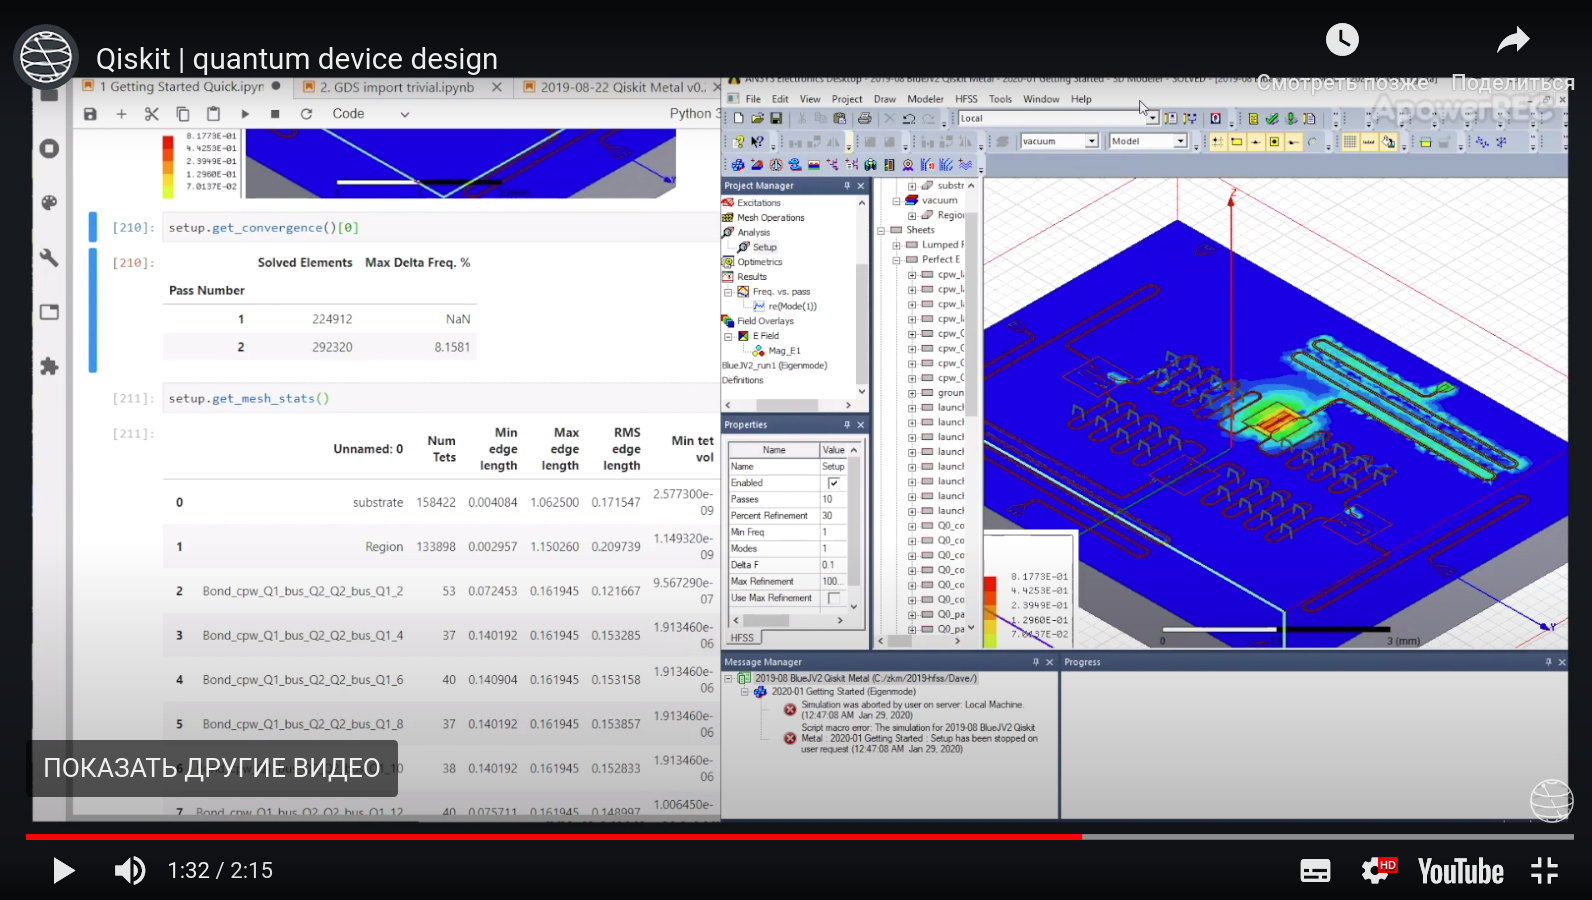 Qiskit | quantum device design
Смотреть позже
Поделиться
1 Getting Started Quick.ipyn
2. GDS import trivial.ipynb
2019-08-22 Qiskit Metal v0.
Code
Python 3
8.1773E-01
4.4253E-01
2.3949E-01
1.2960E-01
7.0137E-02
[210]: setup.get_convergence()[0]
[210]: Solved Elements Max Delta Freq. %
Pass Number
1 224912 NaN
2 292320 8.1581
[211]: setup.get_mesh_stats()
[211]:
Unnamed: 0 Num Tets Min edge length Max edge length RMS edge length Min tet vol
0 substrate 158422 0.004084 1.062500 0.171547 2.577300e-09
1 Region 133898 0.002957 1.150260 0.209739 1.149320e-09
2 Bond_cpw_Q1_bus_Q2_Q2_bus_Q1_2 53 0.072453 0.161945 0.121667 9.567290e-07
3 Bond_cpw_Q1_bus_Q2_Q2_bus_Q1_4 37 0.140192 0.161945 0.153285 1.913460e-06
4 Bond_cpw_Q1_bus_Q2_Q2_bus_Q1_6 40 0.140904 0.161945 0.153158 1.913460e-06
5 Bond_cpw_Q1_bus_Q2_Q2_bus_Q1_8 37 0.140192 0.161945 0.153857 1.913460e-06
38 0.140192 0.161945 0.152833 1.913460e-06
7 Bond_cpw_Q1_bus_Q2_Q2_bus_Q1_12 40 0.075711 0.161945 0.148997 1.006450e-
ПОКАЗАТЬ ДРУГИЕ ВИДЕО
ANSYS Electronics Desktop - 2019-08 BlueJV2 Qiskit Metal - 2020-01 Getting Started - 3D Modeler - SOLVED
ApowerREC
File Edit View Project Draw Modeler HFSS Tools Window Help
Local
vacuum
Model
Project Manager
Excitations
Mesh Operations
Analysis
Setup
Optimetrics
Results
Freq. vs. pass
re(Mode(1))
Field Overlays
E Field
Mag_E1
BlueJV2_run1 (Eigenmode)
Definitions
Properties
Name Value
Name Setup
Enabled
Passes 10
Percent Refinement 30
Min Freq 1
Modes 1
Delta F 0.1
Max Refinement 100...
Use Max Refinement
HFSS
substr
vacuum
Regio
Sheets
Lumped F
Perfect E
cpw_l
cpw_l
cpw_l
cpw_l
cpw_C
cpw_C
cpw_C
cpw_C
groun
launcl
launcl
launcl
launcl
launcl
launcl
launcl
launcl
Q0_co
Q0_co
Q0_co
Q0_co
Q0_co
Q0_co
Q0_pa
Q0_pa
Z
8.1773E-01
4.4253E-01
2.3949E-01
1.2960E-01
7.0137E-02
0
3 (mm)
Y
Message Manager
2019-08 BlueJV2 Qiskit Metal (C:/zkm/2019-hfss/Dave/)
2020-01 Getting Started (Eigenmode)
Simulation was aborted by user on server: Local Machine.
(12:47:08 AM Jan 29, 2020)
Script macro error: The simulation for 2019-08 BlueJV2 Qiskit
Metal : 2020-01 Getting Started : Setup has been stopped on
user request (12:47:08 AM Jan 29, 2020)
Progress
1:32 / 2:15
HD
YouTube